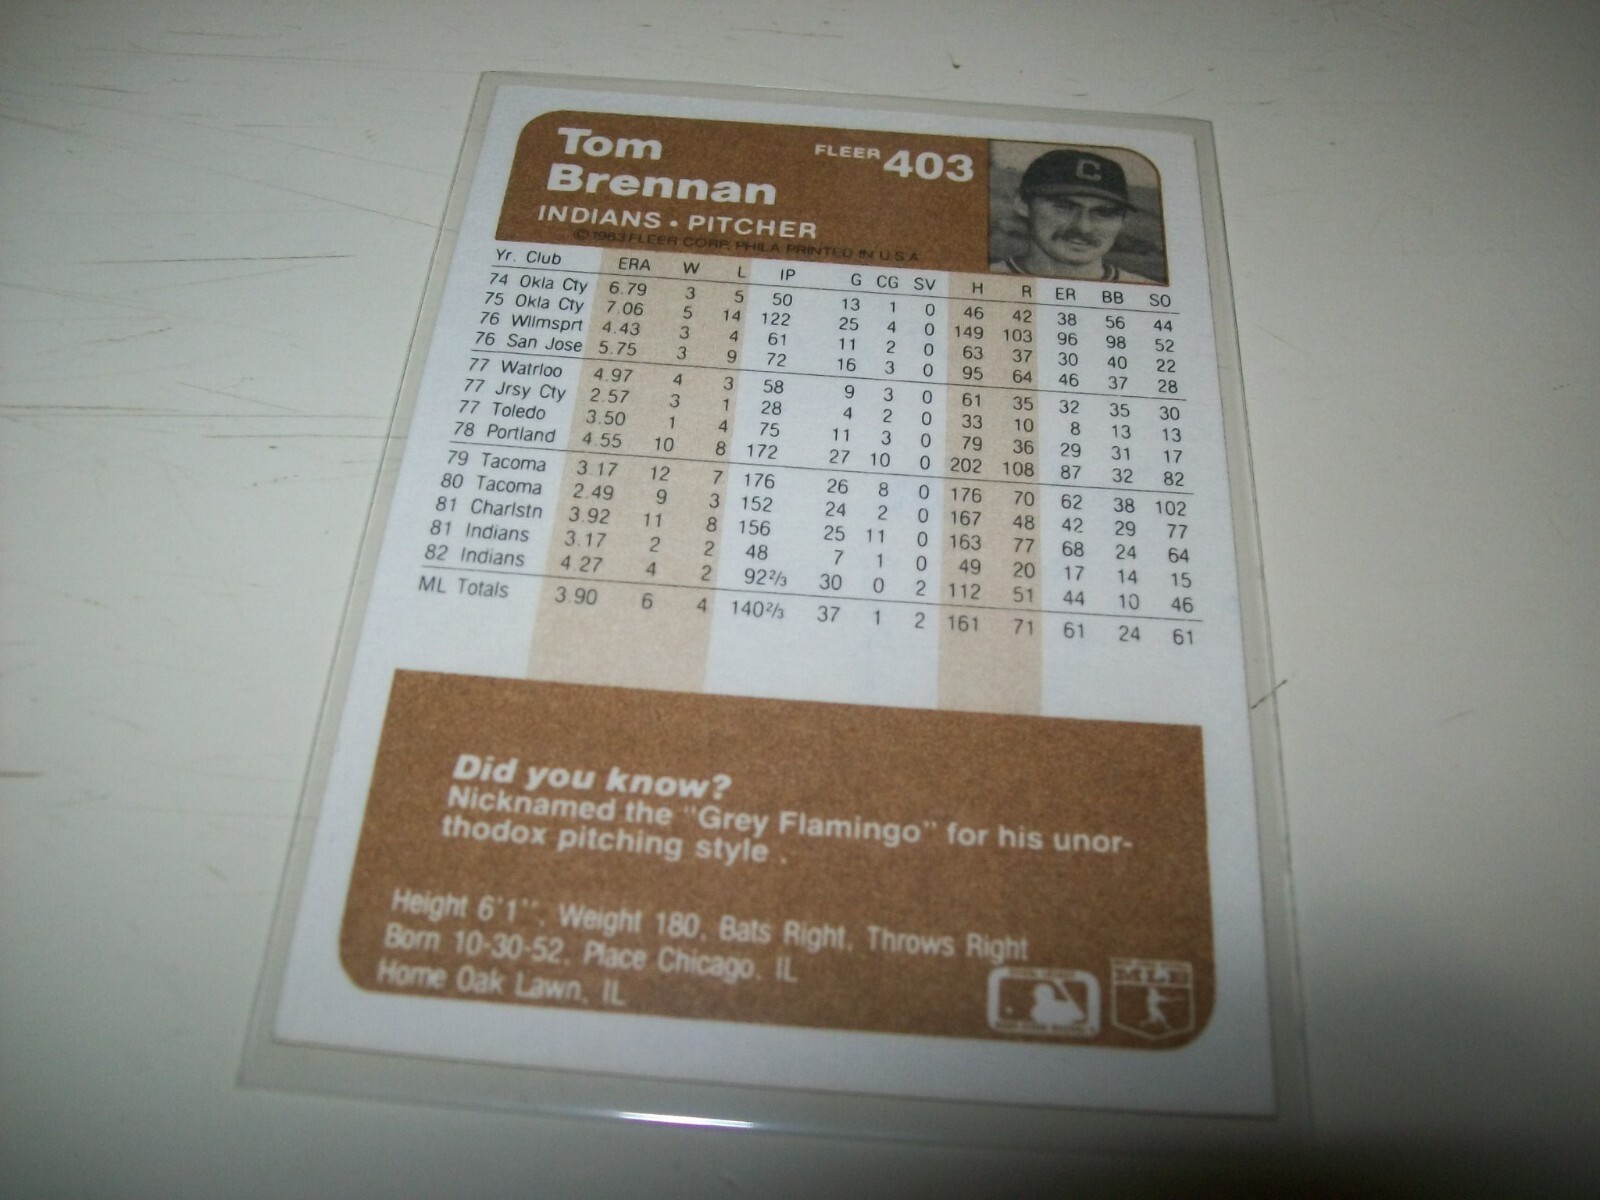 Tom
Brennan
FLEER 403
INDIANS • PITCHER
©1983 FLEER CORP. PHILA PRINTED IN U.S.A
C
Yr. Club ERA W L IP G CG SV H R ER BB SO
74 Okla Cty 6.79 3 5 50 13 1 0 46 42 38 56 44
75 Okla Cty 7.06 5 14 122 25 4 0 149 103 96 98 52
76 Wllmsprt 4.43 3 4 61 11 2 0 63 37 30 40 22
76 San Jose 5.75 3 9 72 16 3 0 95 64 46 37 28
77 Watrloo 4.97 4 3 58 9 3 0 61 35 32 35 30
77 Jrsy Cty 2.57 3 1 28 4 2 0 33 10 8 13 13
77 Toledo 3.50 1 4 75 11 3 0 79 36 29 31 17
78 Portland 4.55 10 8 172 27 10 0 202 108 87 32 82
79 Tacoma 3.17 12 7 176 26 8 0 176 70 62 38 102
80 Tacoma 2.49 9 3 152 24 2 0 167 48 42 29 77
81 Charlstn 3.92 11 8 156 25 11 0 163 77 68 24 64
81 Indians 3.17 2 2 48 7 1 0 49 20 17 14 15
82 Indians 4.27 4 2 92⅔ 30 0 2 112 51 44 10 46
ML Totals 3.90 6 4 140⅔ 37 1 2 161 71 61 24 61
Did you know?
Nicknamed the "Grey Flamingo" for his unor-
thodox pitching style .
Height 6'1", Weight 180, Bats Right, Throws Right
Born 10-30-52, Place Chicago, IL
Home Oak Lawn, IL